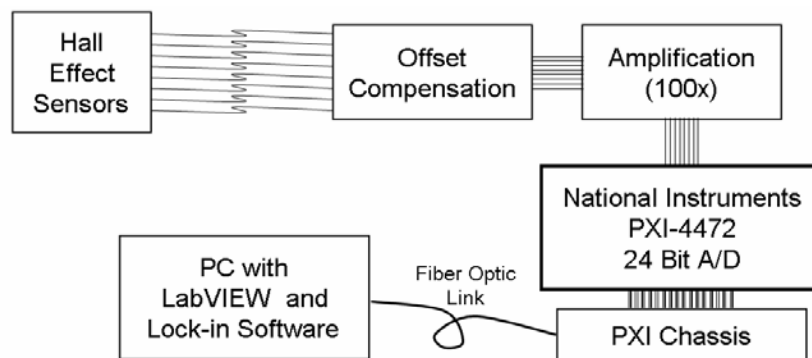 Hall
Effect
Sensors
Offset
Compensation
Amplification
(100x)
National Instruments
PXI-4472
24 Bit A/D
PC with
LabVIEW and
Lock-in Software
Fiber Optic
Link
PXI Chassis